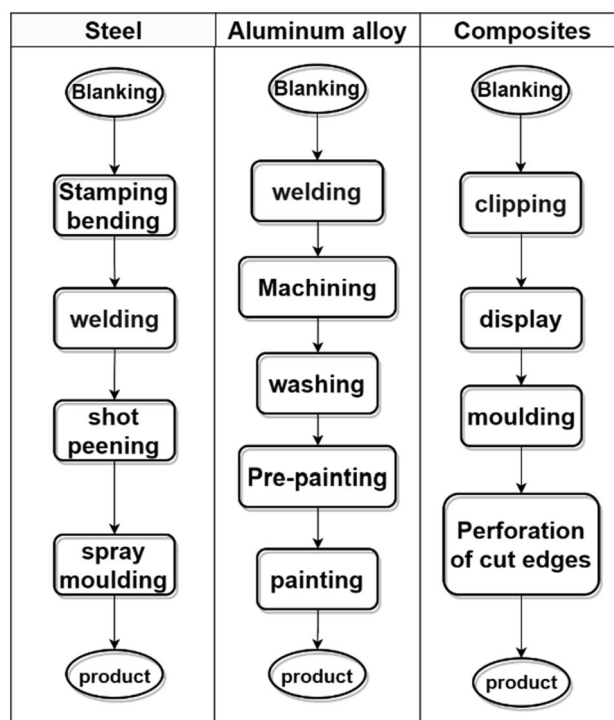 Steel
Aluminum alloy
Composites
Blanking
Stamping
bending
welding
shot
peening
spray
moulding
product
Blanking
welding
Machining
washing
Pre-painting
painting
product
Blanking
clipping
display
moulding
Perforation
of cut edges
product